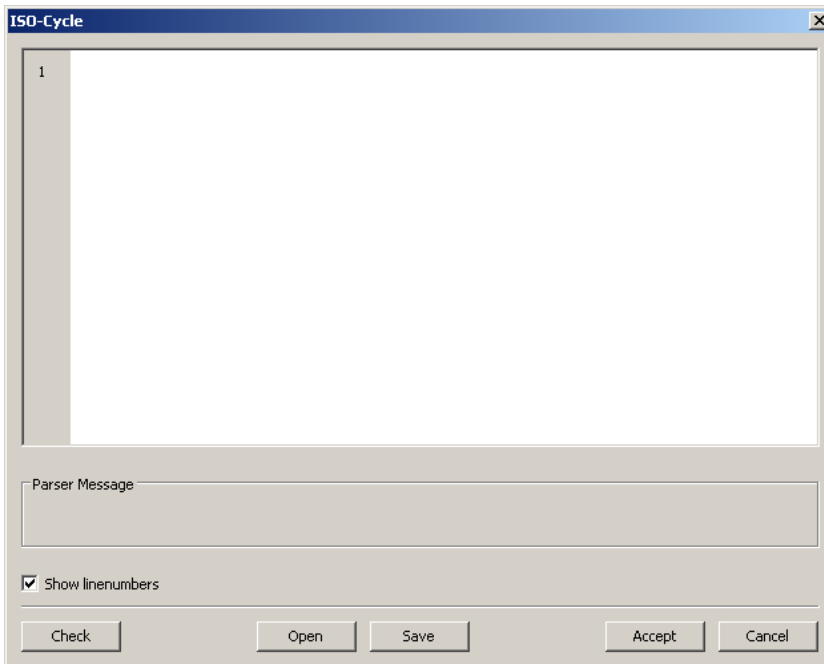 ISO-Cycle
1
Parser Message
Show linenumbers
Check Open Save Accept Cancel